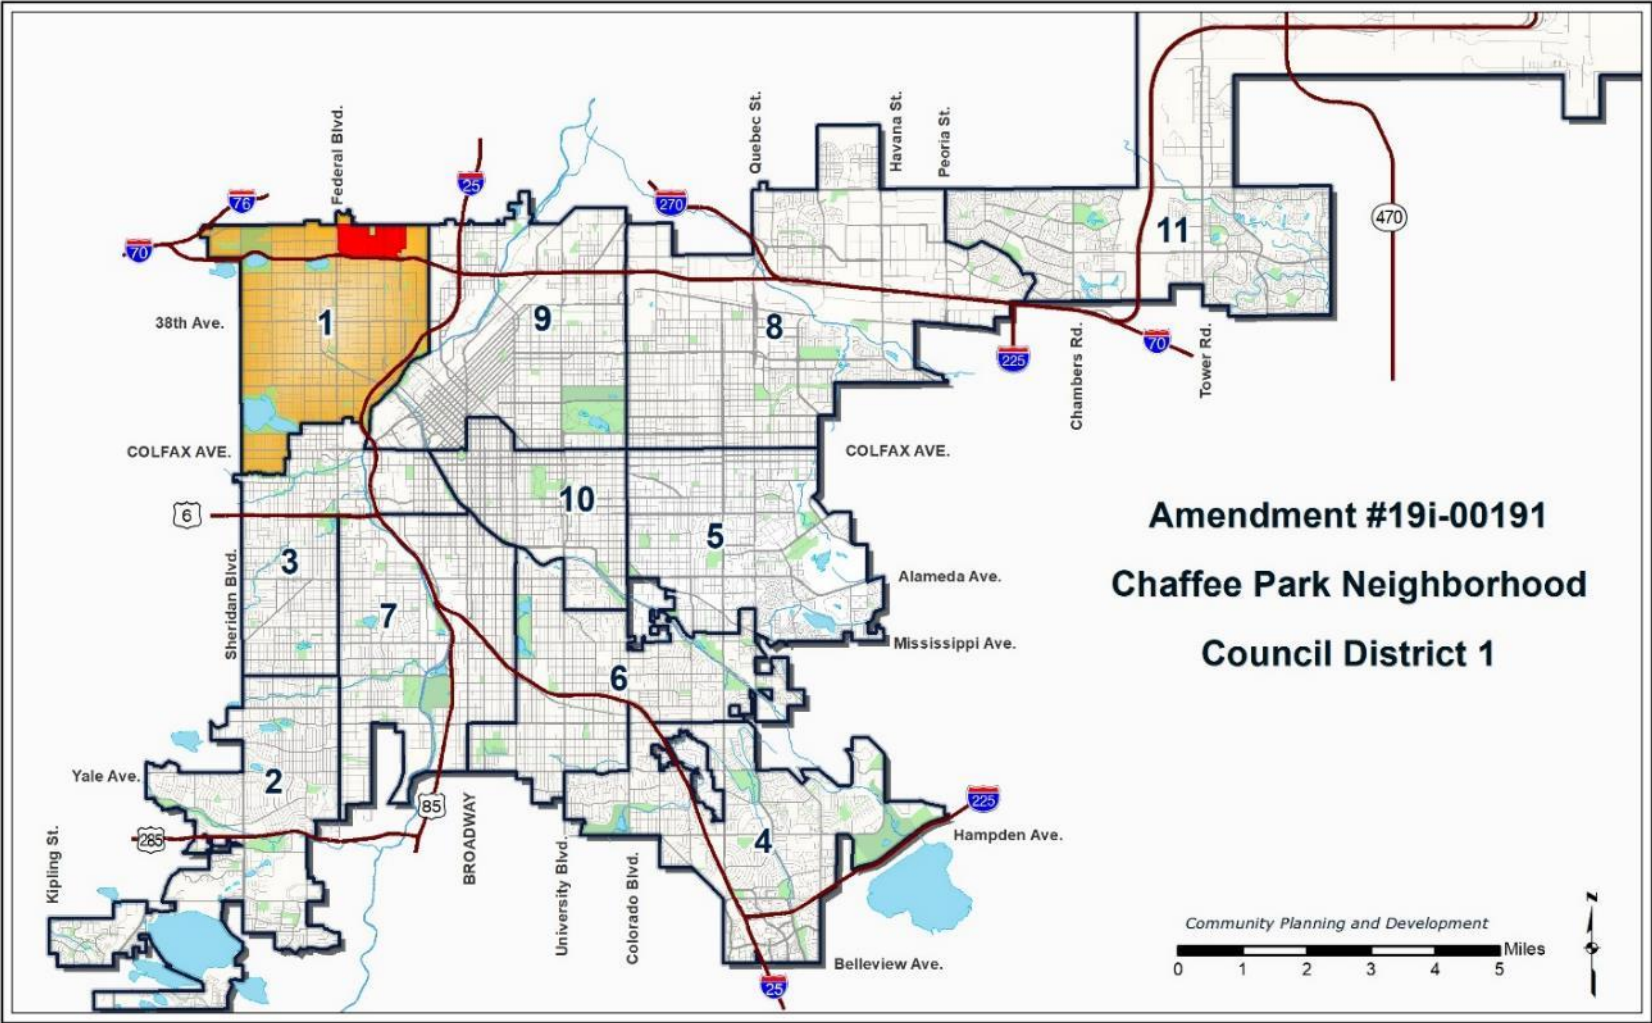 Federal Blvd.
Quebec St.
Havana St.
Peoria St.
76
25
270
70
470
11
1
9
8
38th Ave.
225
70
Chambers Rd.
Tower Rd.
COLFAX AVE.
COLFAX AVE.
10
6
5
3
Sheridan Blvd.
7
Alameda Ave.
Mississippi Ave.
6
Amendment #19i-00191
Chaffee Park Neighborhood
Council District 1
Yale Ave.
2
85
225
285
4
Hampden Ave.
Kipling St.
BROADWAY
University Blvd.
Colorado Blvd.
Belleview Ave.
25
Community Planning and Development
Miles
0 1 2 3 4 5
N